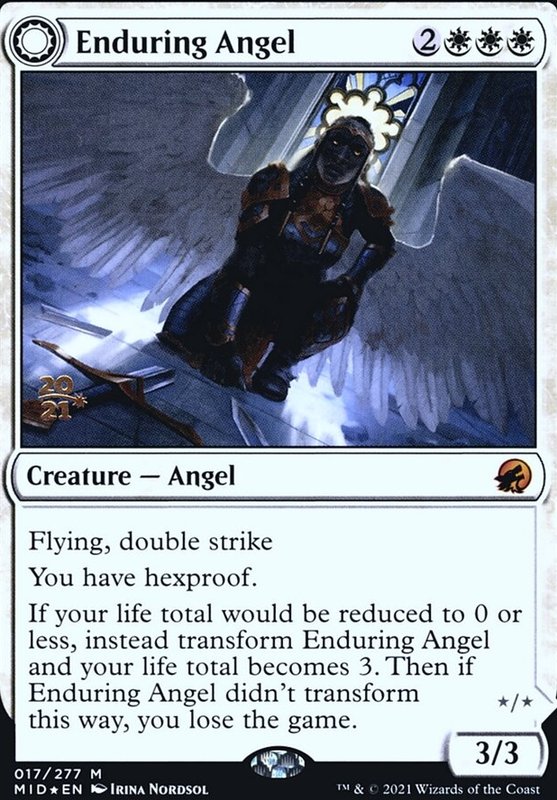 Enduring Angel 2
20
21
Creature — Angel
Flying, double strike
You have hexproof.
If your life total would be reduced to 0 or
less, instead transform Enduring Angel
and your life total becomes 3. Then if
Enduring Angel didn't transform
this way, you lose the game.
*/*
3/3
017/277 M
MID★EN Irina Nordsol
™ & © 2021 Wizards of the Coast